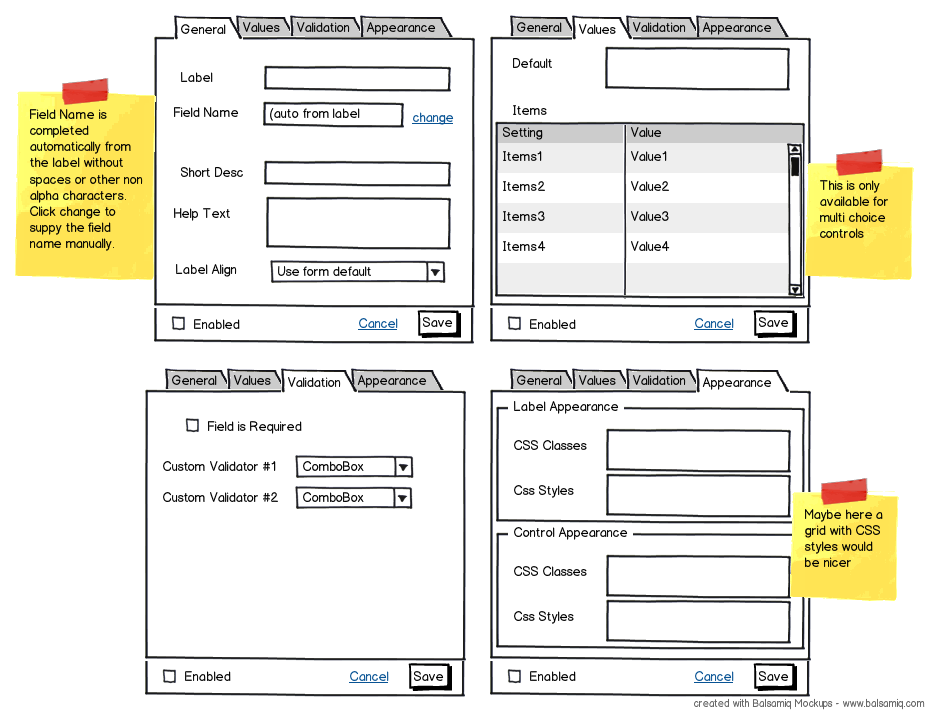 General Values Validation Appearance
Label
Field Name (auto from label change
Short Desc
Help Text
Label Align Use form default
Enabled Cancel Save
Field Name is
completed
automatically from
the label without
spaces or other non
alpha characters.
Click change to
suppy the field
name manually.
General Values Validation Appearance
Default
Items
Setting Value
Items1 Value1
Items2 Value2
Items3 Value3
Items4 Value4
Enabled Cancel Save
This is only
available for
multi choice
controls
General Values Validation Appearance
Field is Required
Custom Validator #1 ComboBox
Custom Validator #2 ComboBox
Enabled Cancel Save
General Values Validation Appearance
Label Appearance
CSS Classes
Css Styles
Control Appearance
CSS Classes
Css Styles
Enabled Cancel Save
Maybe here a
grid with CSS
styles would
be nicer
created with Balsamiq Mockups - www.balsamiq.com